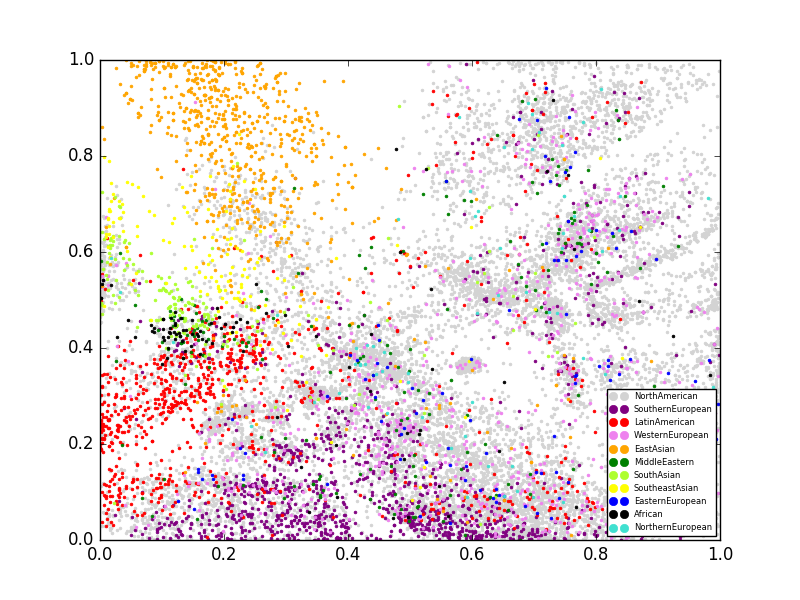 1.0
0.8
0.6
0.4
0.2
0.0
0.0 0.2 0.4 0.6 0.8 1.0
NorthAmerican
SouthernEuropean
LatinAmerican
WesternEuropean
EastAsian
MiddleEastern
SouthAsian
SoutheastAsian
EasternEuropean
African
NorthernEuropean